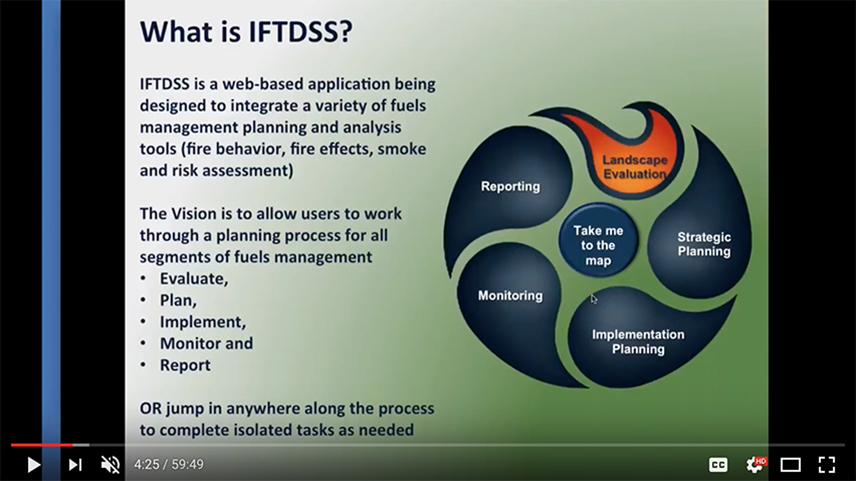 What is IFTDSS?
IFTDSS is a web-based application being
designed to integrate a variety of fuels
management planning and analysis
tools (fire behavior, fire effects, smoke
and risk assessment)
The Vision is to allow users to work
through a planning process for all
segments of fuels management
• Evaluate,
• Plan,
• Implement,
• Monitor and
• Report
OR jump in anywhere along the process
to complete isolated tasks as needed
Landscape
Evaluation
Reporting
Strategic
Planning
Take me
to the
map
Monitoring
Implementation
Planning
4:25 / 59:49
CC
HD